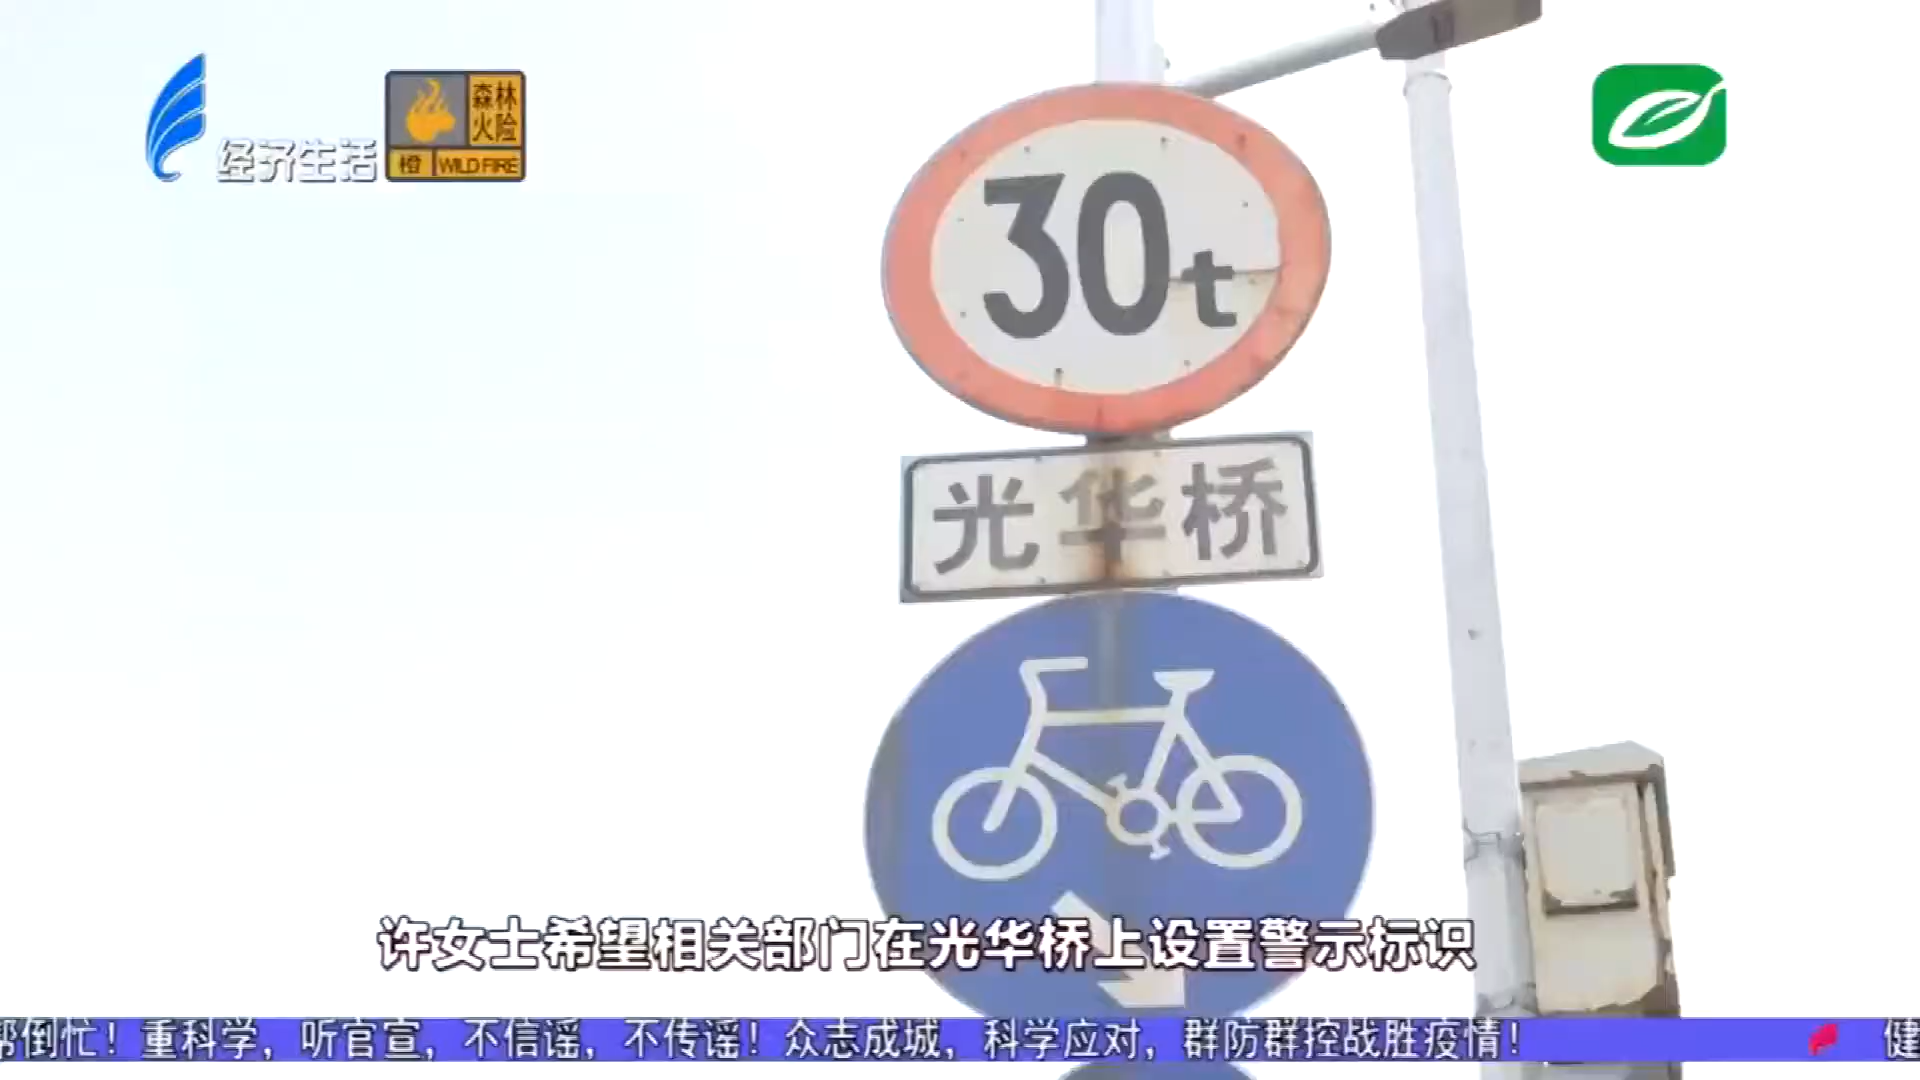 经济生活
森林
火险
橙 WILD FIRE
30t
光华桥
许女士希望相关部门在光华桥上设置警示标识
帮倒忙！重科学，听官宣，不信谣，不传谣！众志成城，科学应对，群防群控战胜疫情！ 健